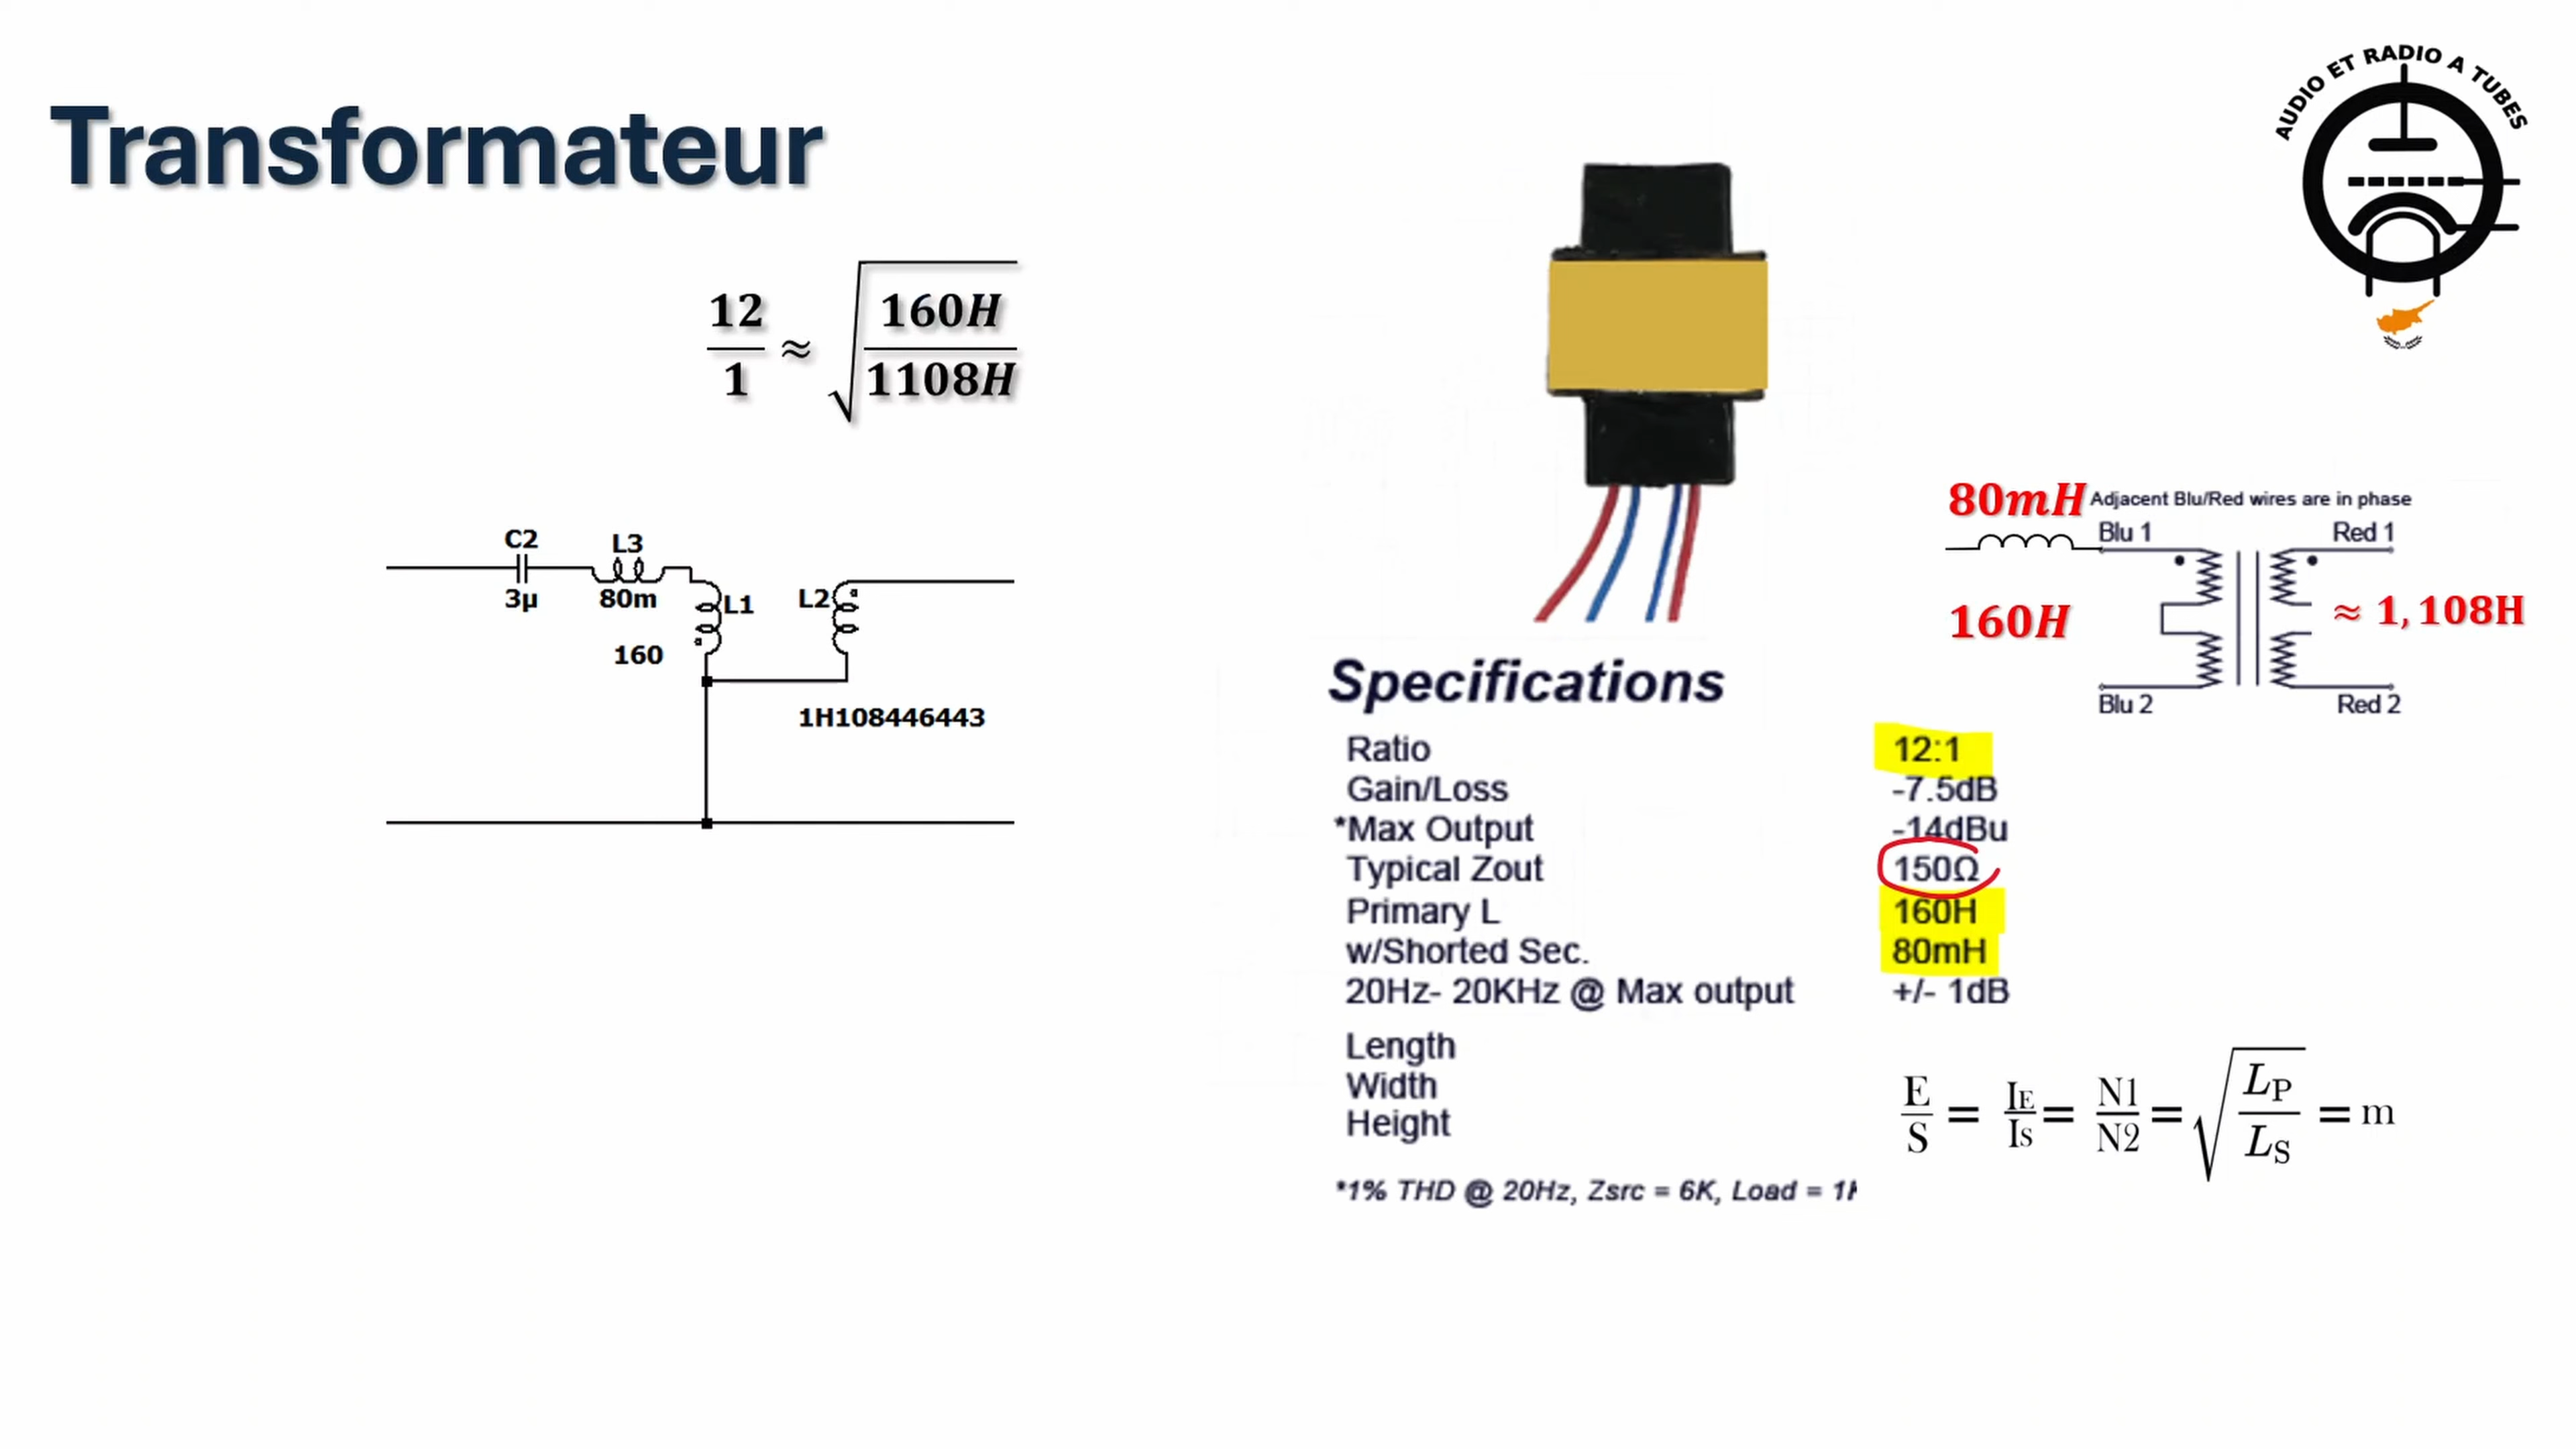 AUDIO ET RADIO A TUBES
Transformateur
12
1
≈
√
160H
1108H
C2
3µ
L3
80m
L1
160
L2
1H108446443
80mH
Adjacent Blu/Red wires are in phase
Blu 1
Red 1
160H
≈ 1,108H
Blu 2
Red 2
Specifications
Ratio 12:1
Gain/Loss -7.5dB
*Max Output -14dBu
Typical Zout 150Ω
Primary L 160H
w/Shorted Sec. 80mH
20Hz- 20KHz @ Max output +/- 1dB
Length
Width
Height
E/S = IE/IS = N1/N2 = √LP/LS = m
*1% THD @ 20Hz, Zsrc = 6K, Load = 1